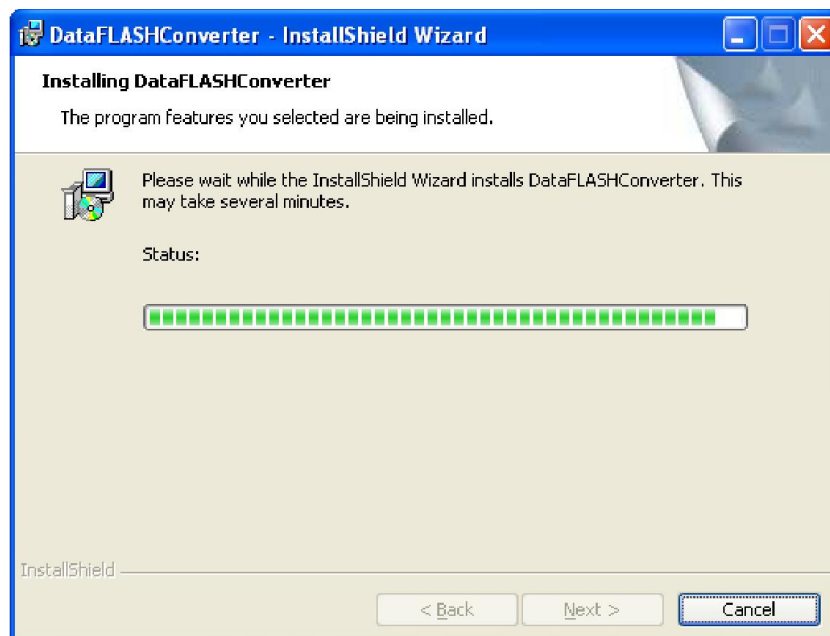 DataFLASHConverter - InstallShield Wizard
Installing DataFLASHConverter
The program features you selected are being installed.
Please wait while the InstallShield Wizard installs DataFLASHConverter. This
may take several minutes.
Status:
InstallShield
< Back Next > Cancel